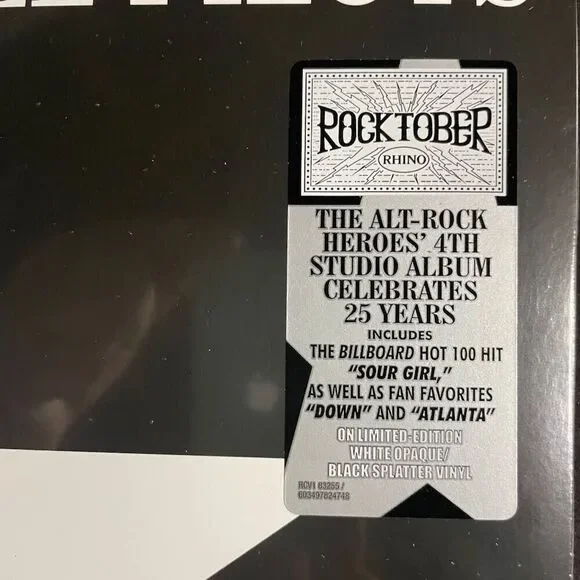 ROCKTOBER
RHINO
THE ALT-ROCK
HEROES' 4TH
STUDIO ALBUM
CELEBRATES
25 YEARS
INCLUDES
THE BILLBOARD HOT 100 HIT
"SOUR GIRL,"
AS WELL AS FAN FAVORITES
"DOWN" AND "ATLANTA"
ON LIMITED-EDITION
WHITE OPAQUE/
BLACK SPLATTER VINYL
RCV1 83255 /
603497824748